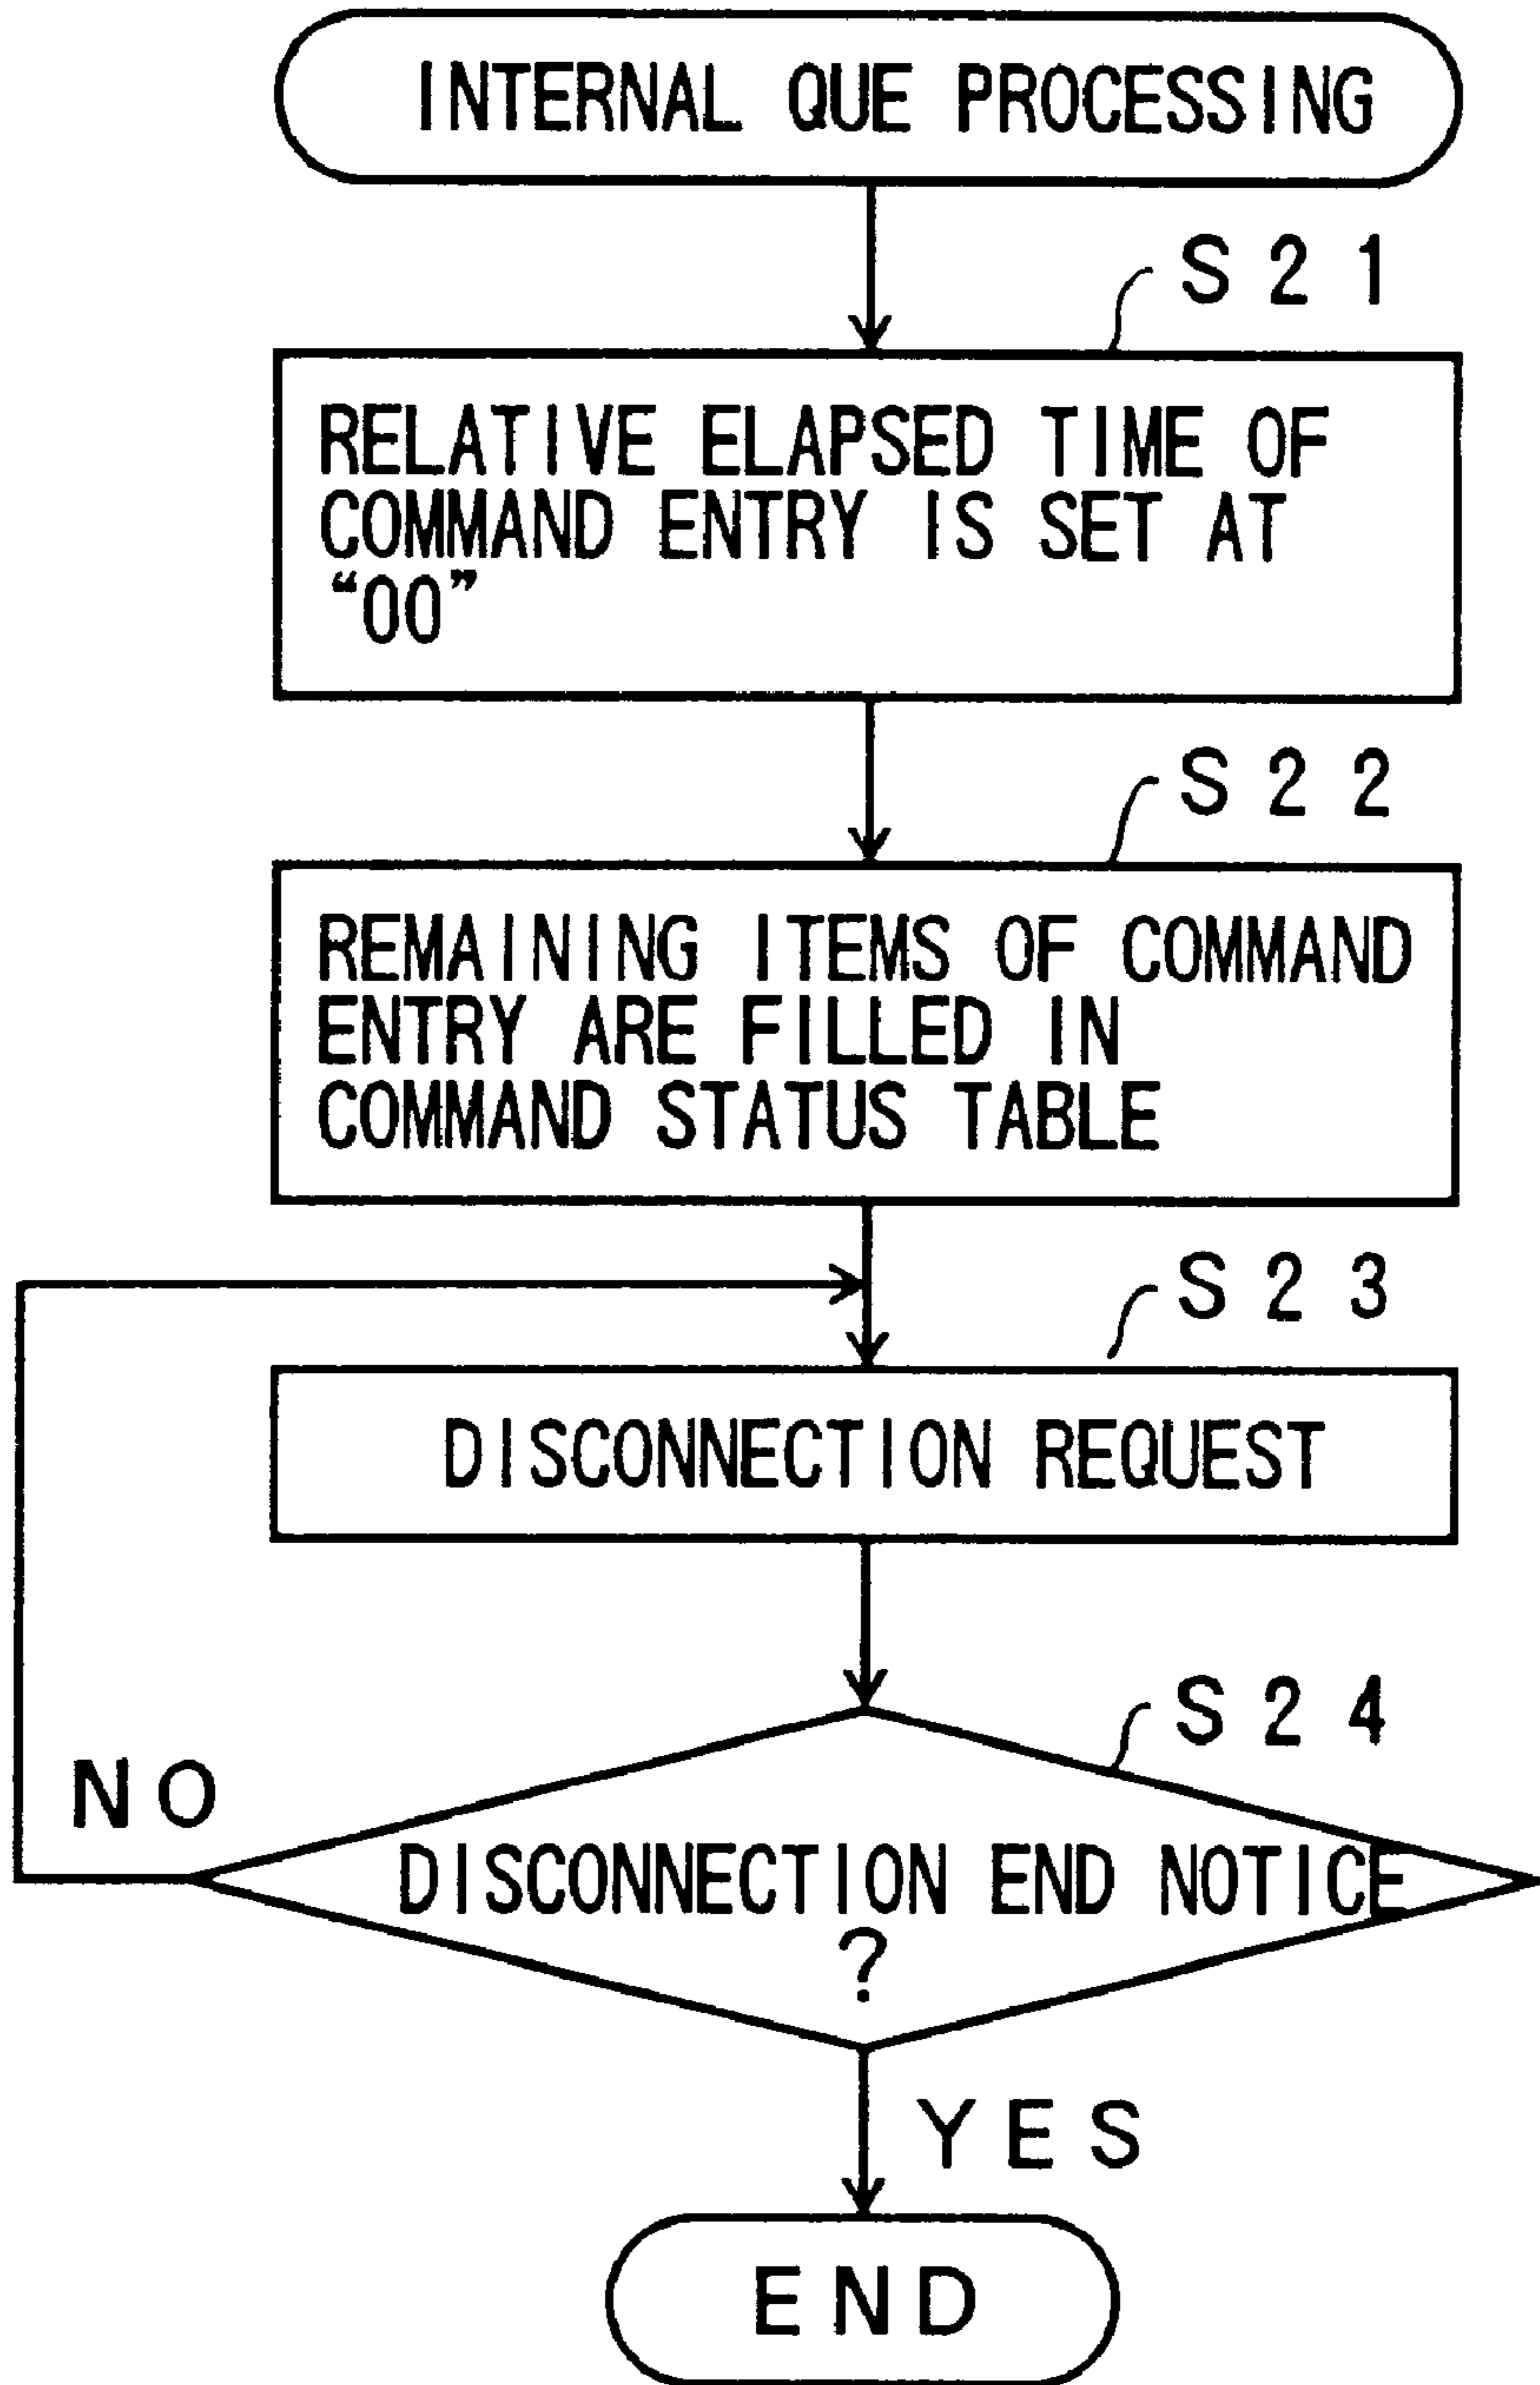 INTERNAL QUE PROCESSING
S21
RELATIVE ELAPSED TIME OF
COMMAND ENTRY IS SET AT
“00”
S22
REMAINING ITEMS OF COMMAND
ENTRY ARE FILLED IN
COMMAND STATUS TABLE
S23
DISCONNECTION REQUEST
S24
NO
DISCONNECTION END NOTICE
?
YES
END